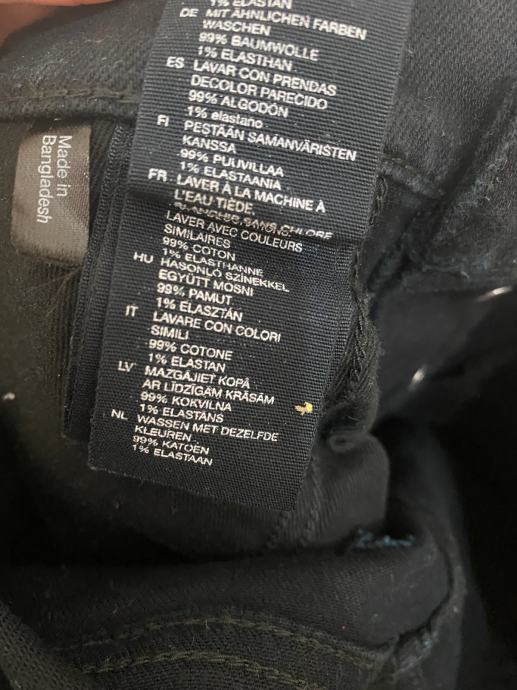 1% ELASTAN
DE MIT ÄHNLICHEN FARBEN
WASCHEN
99% BAUMWOLLE
1% ELASTHAN
ES LAVAR CON PRENDAS
DECOLOR PARECIDO
99% ALGODÓN
1% elastano
FI PESTÄÄN SAMANVÄRISTEN
KANSSA
99% PUUVILLAA
1% ELASTAANIA
FR LAVER À LA MACHINE À
L'EAU TIÈDE.
CHLORE
LAVER AVEC COULEURS
SIMILAIRES
99% COTON
1% ELASTHANNE
HU HASONLÓ SZÍNEKKEL
EGYÜTT MOSNI
99% PAMUT
1% ELASZTÁN
IT LAVARE CON COLORI
SIMILI
99% COTONE
1% ELASTAN
LV MAZGĀJIET KOPĀ
AR LĪDZĪGĀM KRĀSĀM
99% KOKVILNA
1% ELASTĀNS
NL WASSEN MET DEZELFDE
KLEUREN
99% KATOEN
1% ELASTAAN
Made in
Bangladesh